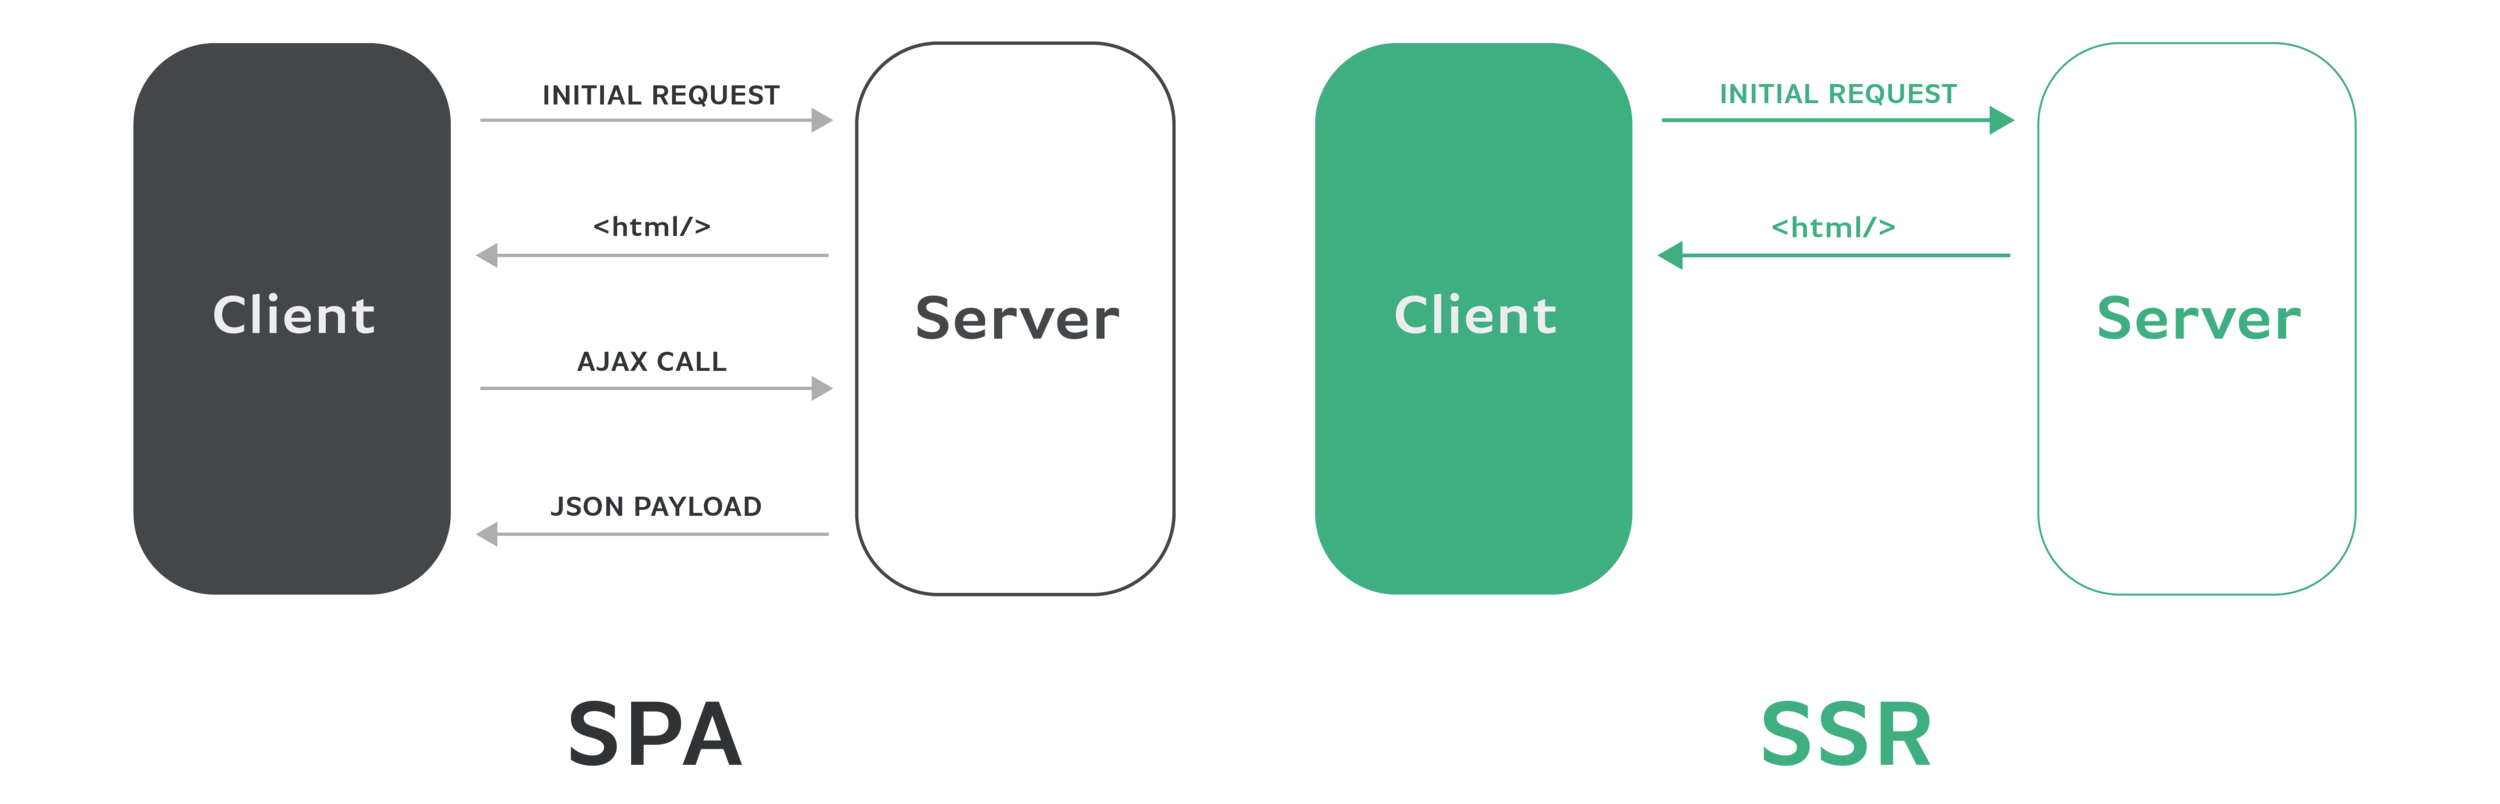 INITIAL REQUEST
<html/>
Client
Server
AJAX CALL
JSON PAYLOAD
SPA
INITIAL REQUEST
<html/>
Client
Server
SSR